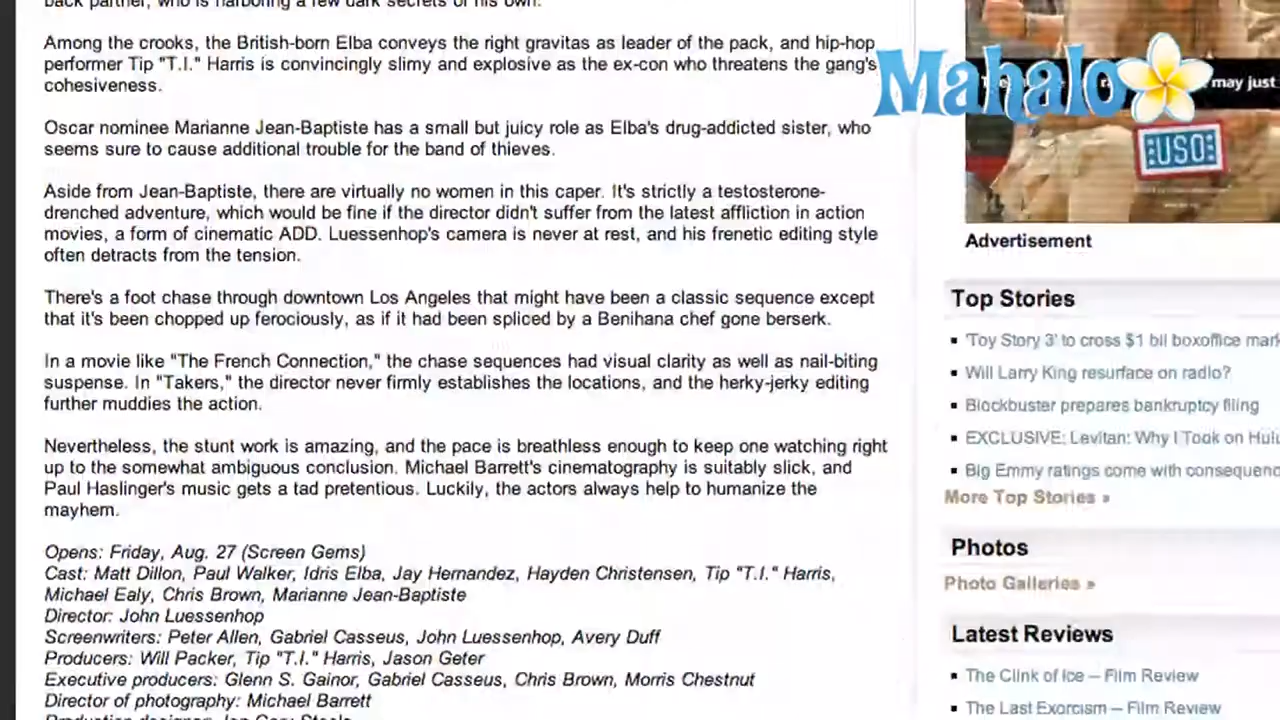 Among the crooks, the British-born Elba conveys the right gravitas as leader of the pack, and hip-hop
performer Tip "T.I." Harris is convincingly slimy and explosive as the ex-con who threatens the gang's
cohesiveness.
Oscar nominee Marianne Jean-Baptiste has a small but juicy role as Elba's drug-addicted sister, who
seems sure to cause additional trouble for the band of thieves.
Aside from Jean-Baptiste, there are virtually no women in this caper. It's strictly a testosterone-
drenched adventure, which would be fine if the director didn't suffer from the latest affliction in action
movies, a form of cinematic ADD. Luessenhop's camera is never at rest, and his frenetic editing style
often detracts from the tension.
There's a foot chase through downtown Los Angeles that might have been a classic sequence except
that it's been chopped up ferociously, as if it had been spliced by a Benihana chef gone berserk.
In a movie like "The French Connection," the chase sequences had visual clarity as well as nail-biting
suspense. In "Takers," the director never firmly establishes the locations, and the herky-jerky editing
further muddies the action.
Nevertheless, the stunt work is amazing, and the pace is breathless enough to keep one watching right
up to the somewhat ambiguous conclusion. Michael Barrett's cinematography is suitably slick, and
Paul Haslinger's music gets a tad pretentious. Luckily, the actors always help to humanize the
mayhem.
Opens: Friday, Aug. 27 (Screen Gems)
Cast: Matt Dillon, Paul Walker, Idris Elba, Jay Hernandez, Hayden Christensen, Tip "T.I." Harris,
Michael Ealy, Chris Brown, Marianne Jean-Baptiste
Director: John Luessenhop
Screenwriters: Peter Allen, Gabriel Casseus, John Luessenhop, Avery Duff
Producers: Will Packer, Tip "T.I." Harris, Jason Geter
Executive producers: Glenn S. Gainor, Gabriel Casseus, Chris Brown, Morris Chestnut
Director of photography: Michael Barrett
Mahalo
may just
USO
Advertisement
Top Stories
'Toy Story 3' to cross $1 bil boxoffice
Will Larry King resurface on radio?
Blockbuster prepares bankruptcy filing
EXCLUSIVE: Levitan: Why I Took on
Big Emmy ratings come with
More Top Stories »
Photos
Photo Galleries »
Latest Reviews
The Clink of Ice -- Film Review
The Last Exorcism -- Film Review